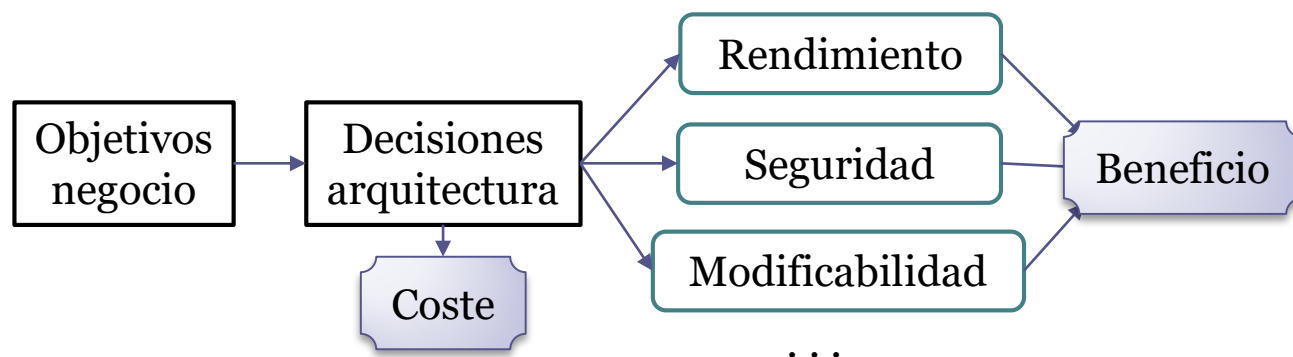 Objetivos
negocio
Decisiones
arquitectura
Coste
Rendimiento
Seguridad
Modificabilidad
...
Beneficio